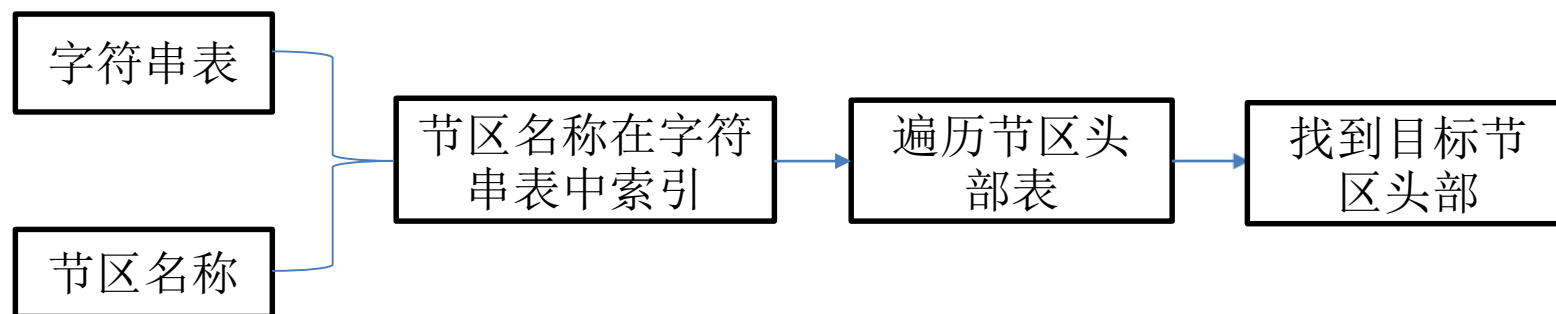 字符串表
节区名称
节区名称在字符
串表中索引
遍历节区头
部表
找到目标节
区头部